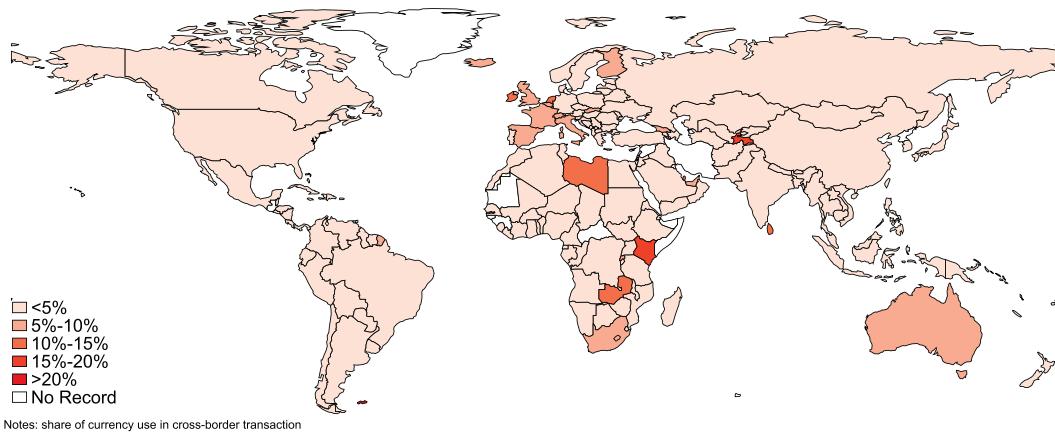 <5%
5%-10%
10%-15%
15%-20%
>20%
No Record
Notes: share of currency use in cross-border transaction